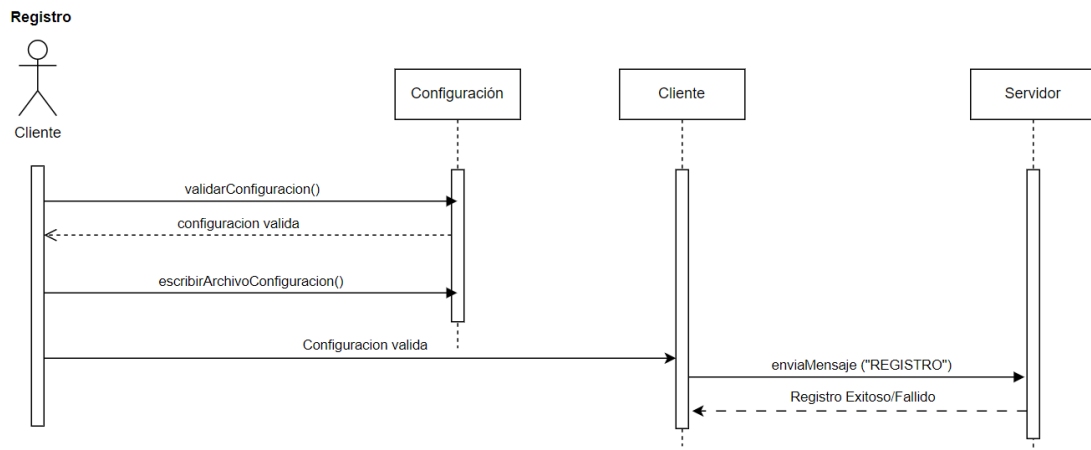 Registro
Cliente
Configuración
Cliente
Servidor
validarConfiguracion()
configuracion valida
escribirArchivoConfiguracion()
Configuracion valida
enviaMensaje ("REGISTRO")
Registro Exitoso/Fallido